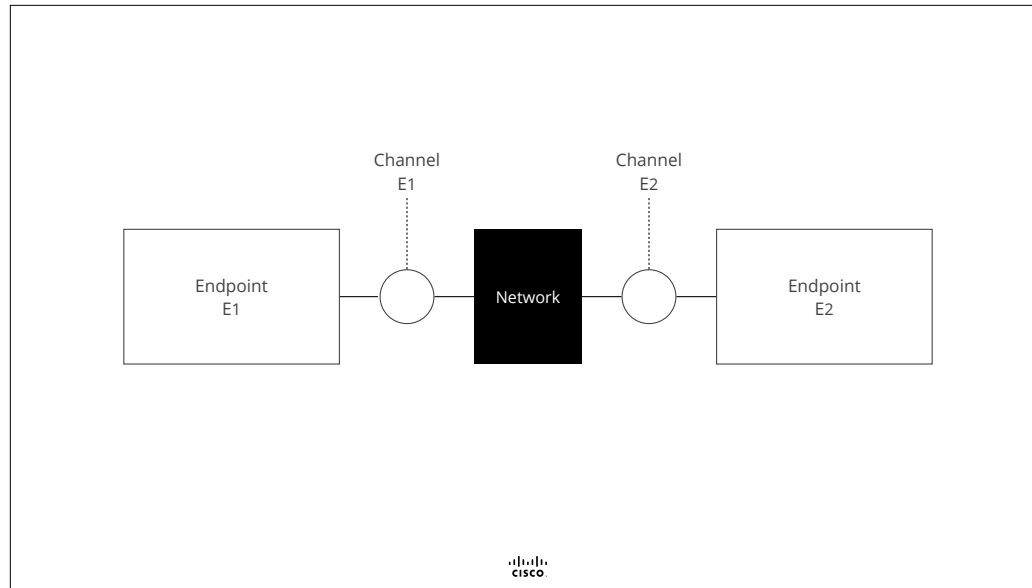 Channel
E1
Channel
E2
Endpoint
E1
Network
Endpoint
E2
CISCO.